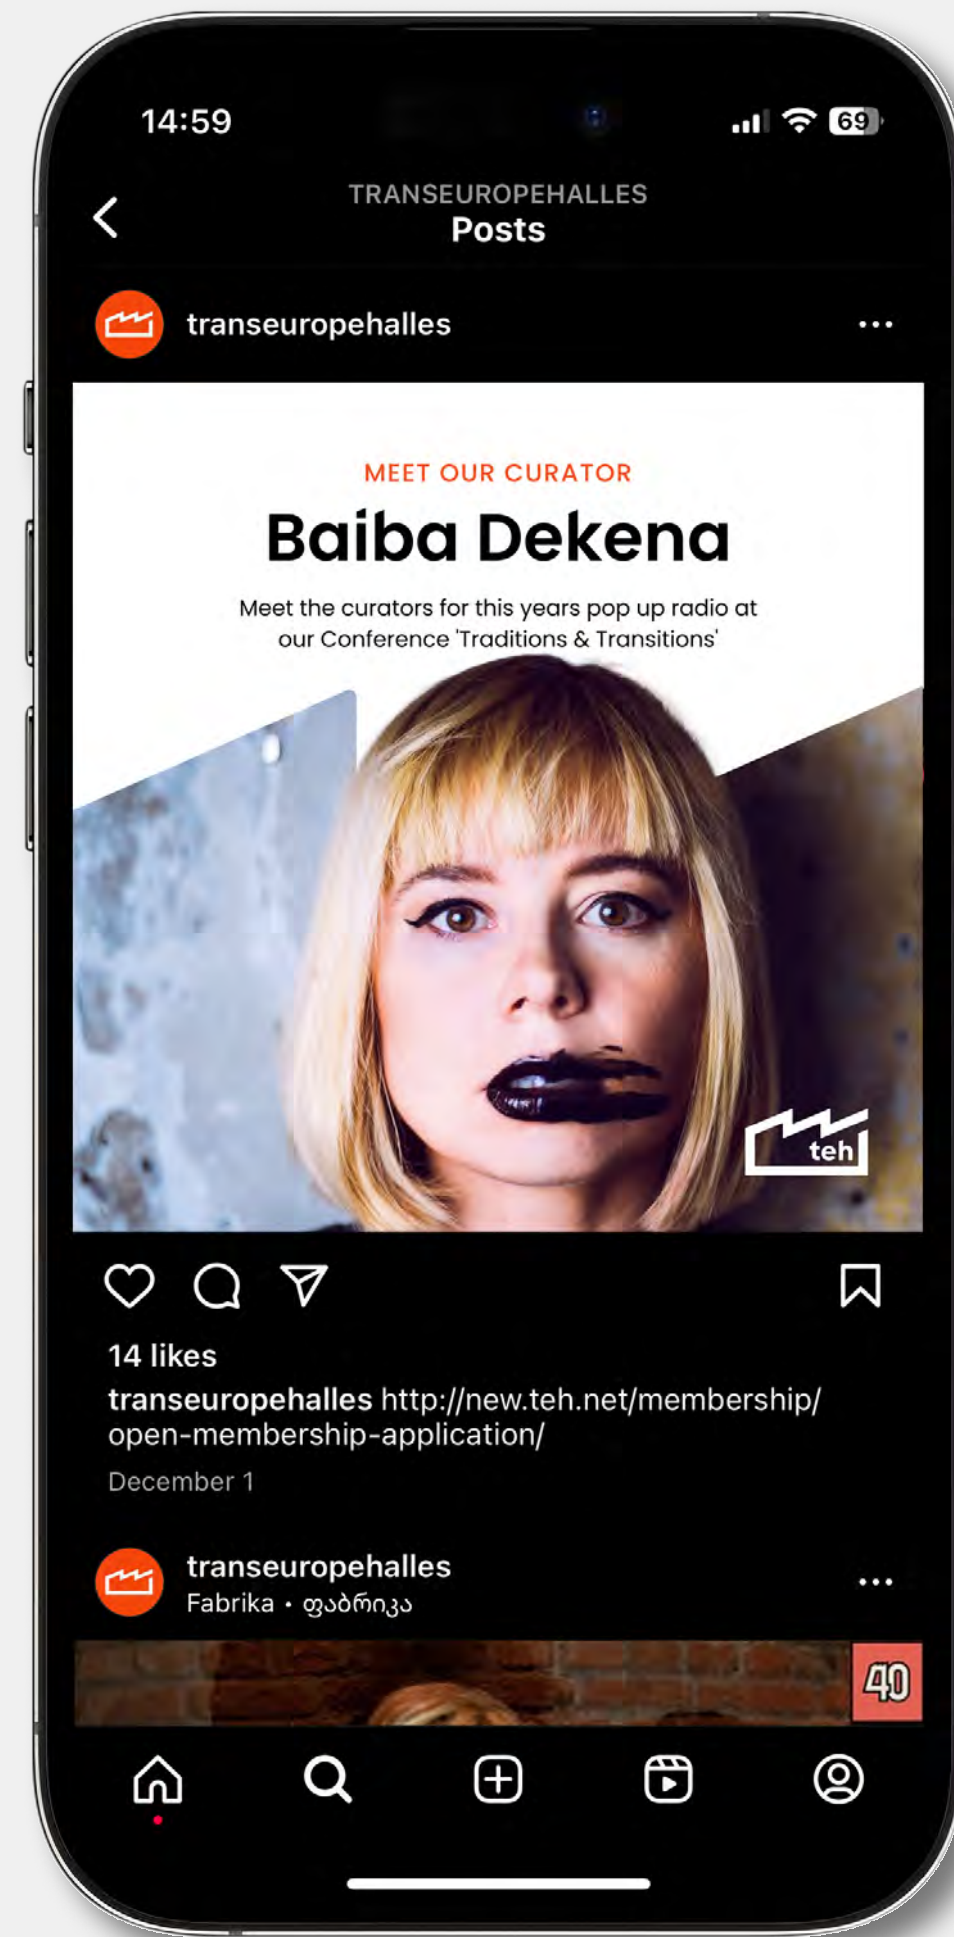 14:59
69
TRANSEUROPEHALLES
Posts
transeuropehalles
MEET OUR CURATOR
Baiba Dekena
Meet the curators for this years pop up radio at
our Conference 'Traditions & Transitions'
teh
14 likes
transeuropehalles http://new.teh.net/membership/
open-membership-application/
December 1
transeuropehalles
Fabrika • ფაბრიკა
40